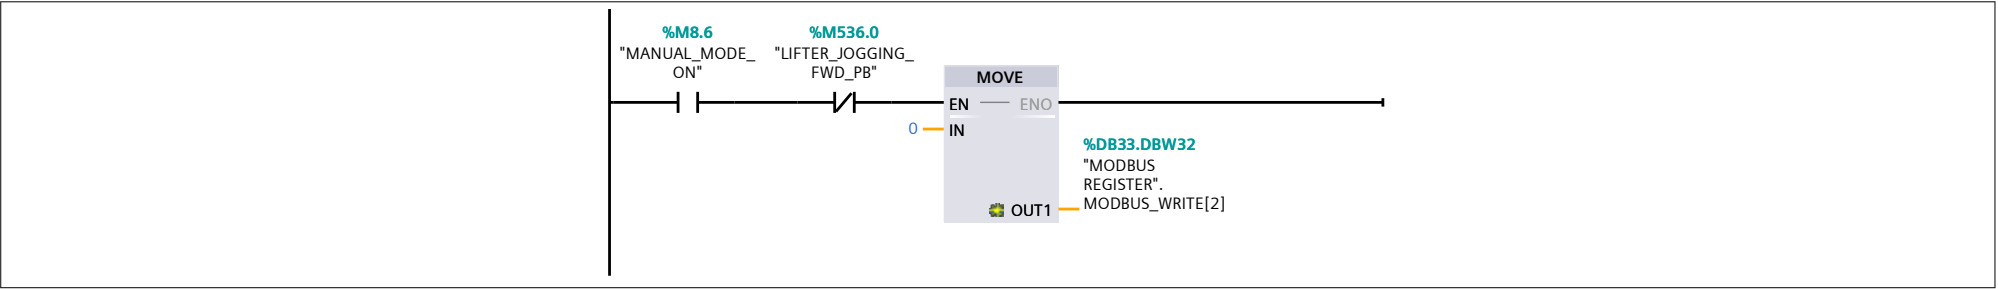 %M8.6
"MANUAL_MODE_
ON"
%M536.0
"LIFTER_JOGGING_
FWD_PB"
MOVE
EN
ENO
0
IN
%DB33.DBW32
"MODBUS
REGISTER".
MODBUS_WRITE[2]
OUT1